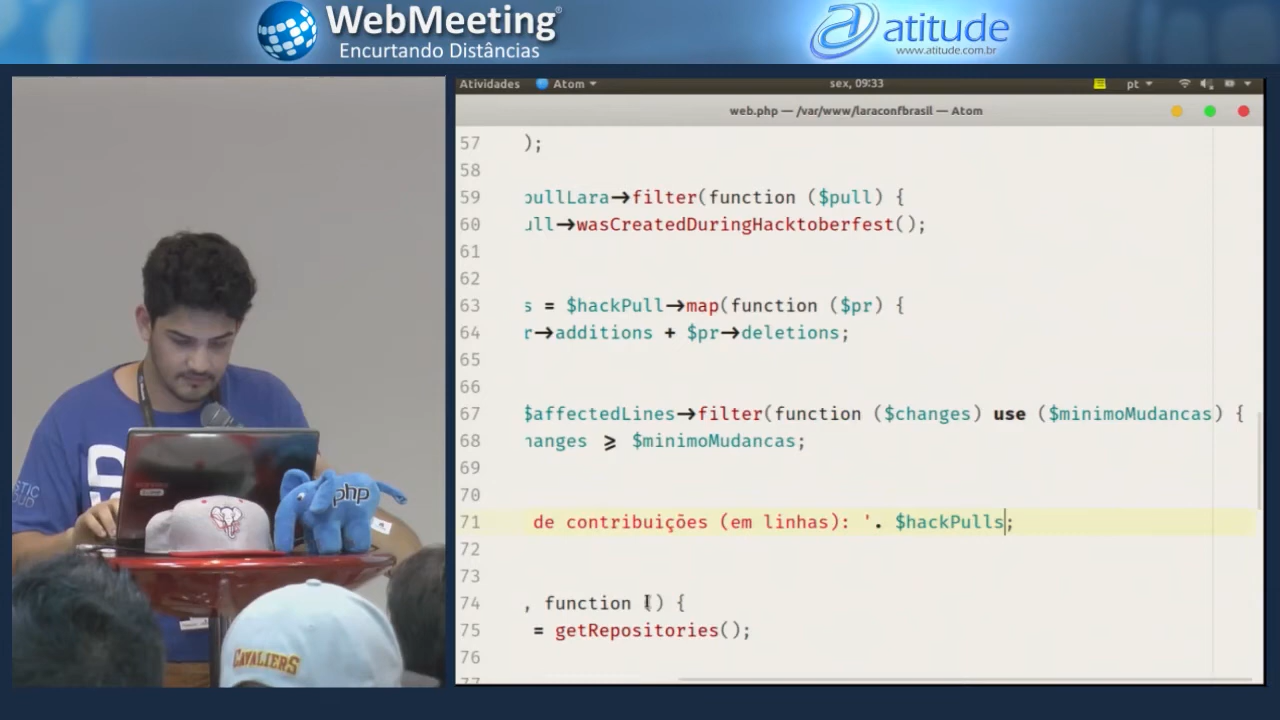 WebMeeting®
Encurtando Distâncias
atitude
www.atitude.com.br
Atividades Atom sex, 09:33 pt
web.php — /var/www/laraconfbrasil — Atom
57 );
58
59 pullLara→filter(function ($pull) {
60 ull→wasCreatedDuringHacktoberfest();
61
62
63 s = $hackPull→map(function ($pr) {
64 r→additions + $pr→deletions;
65
66
67 $affectedLines→filter(function ($changes) use ($minimoMudancas) {
68 hanges ⩾ $minimoMudancas;
69
70
71 de contribuições (em linhas): '. $hackPulls;
72
73
74 , function () {
75 = getRepositories();
76
77
php
CAVALIERS